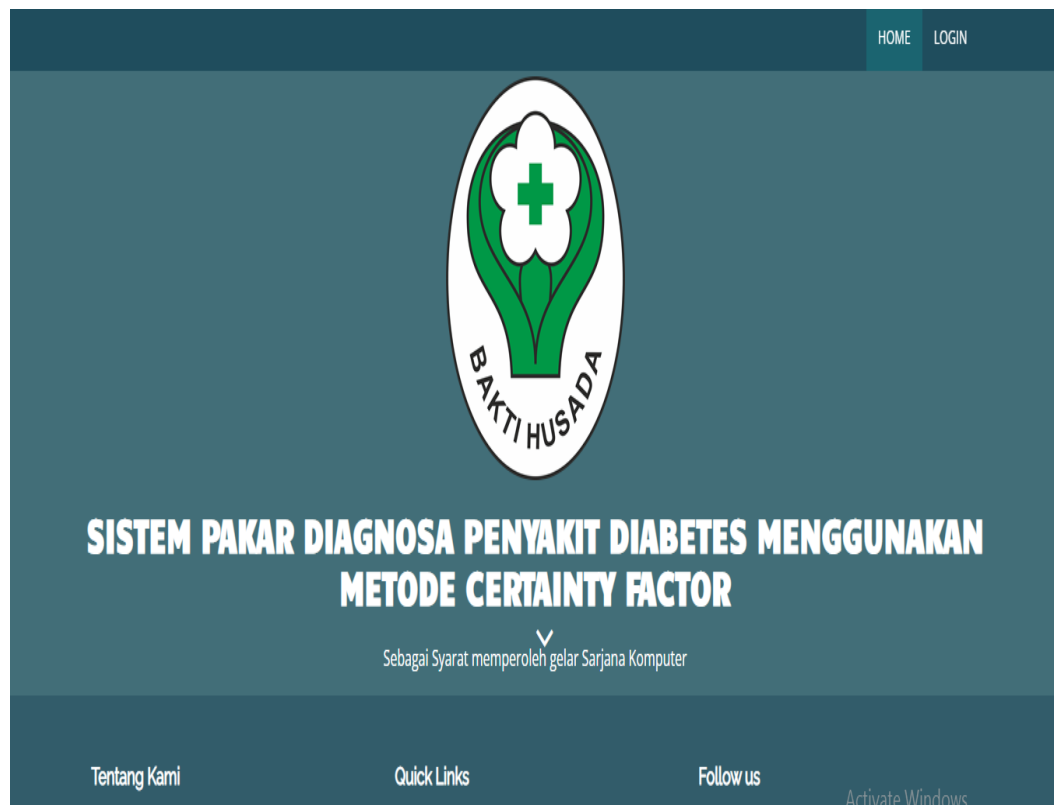 HOME LOGIN
BAKTI HUSADA
SISTEM PAKAR DIAGNOSA PENYAKIT DIABETES MENGGUNAKAN
METODE CERTAINTY FACTOR
Sebagai Syarat memperoleh gelar Sarjana Komputer
Tentang Kami Quick Links Follow us
Activate Windows